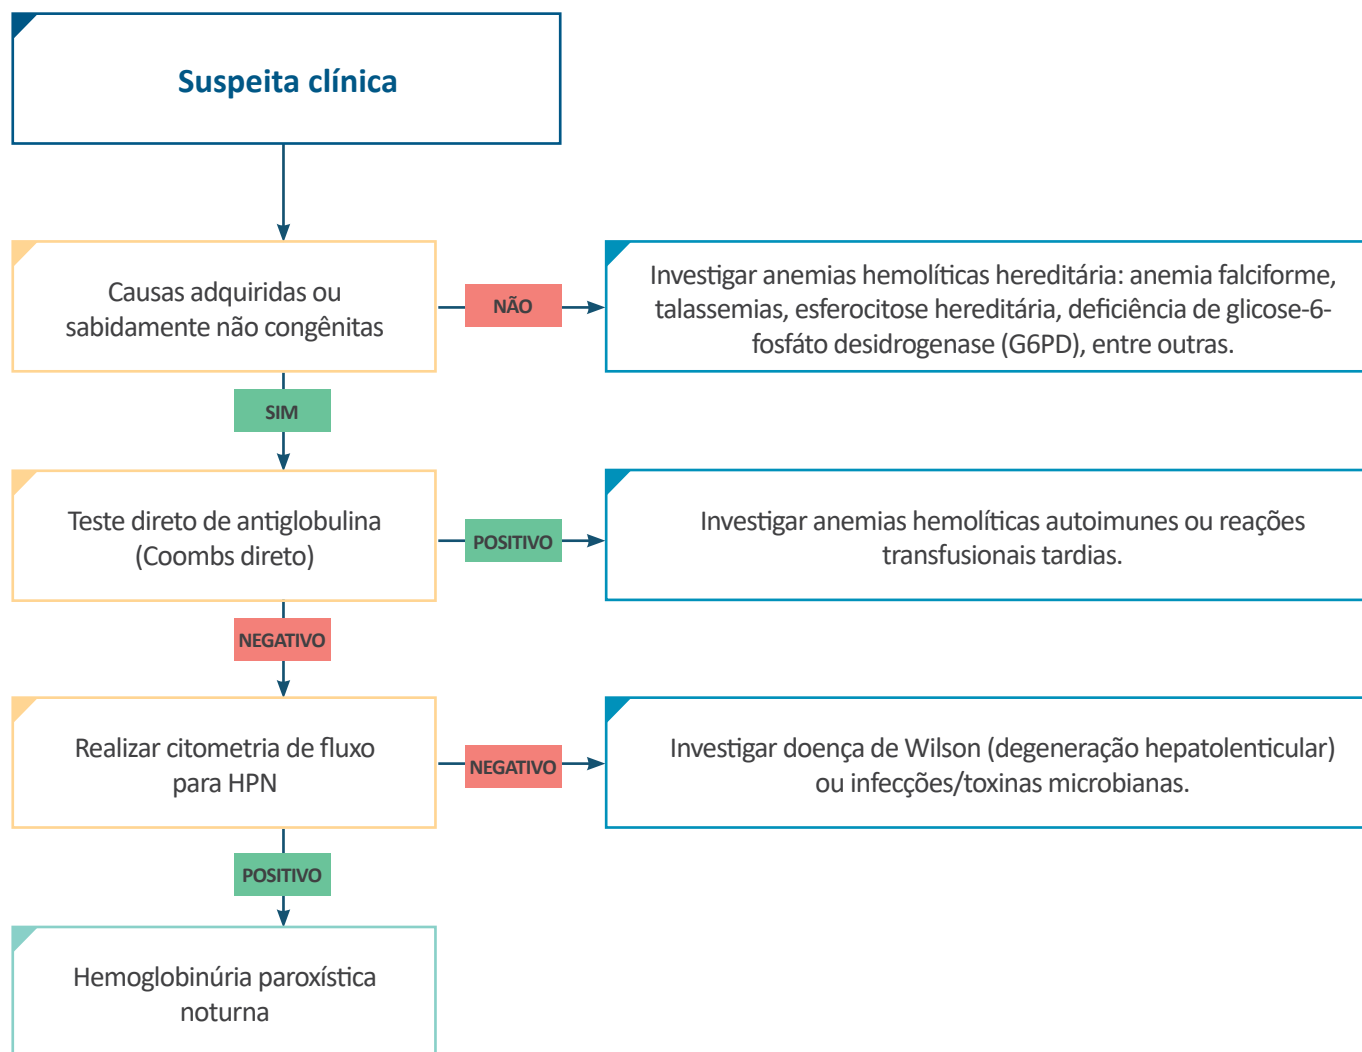 Suspeita clínica
Causas adquiridas ou
sabidamente não congênitas
NÃO
Investigar anemias hemolíticas hereditária: anemia falciforme,
talassemias, esferocitose hereditária, deficiência de glicose-6-
fosfáto desidrogenase (G6PD), entre outras.
SIM
Teste direto de antiglobulina
(Coombs direto)
POSITIVO
Investigar anemias hemolíticas autoimunes ou reações
transfusionais tardias.
NEGATIVO
Realizar citometria de fluxo
para HPN
NEGATIVO
Investigar doença de Wilson (degeneração hepatolenticular)
ou infecções/toxinas microbianas.
POSITIVO
Hemoglobinúria paroxística
noturna